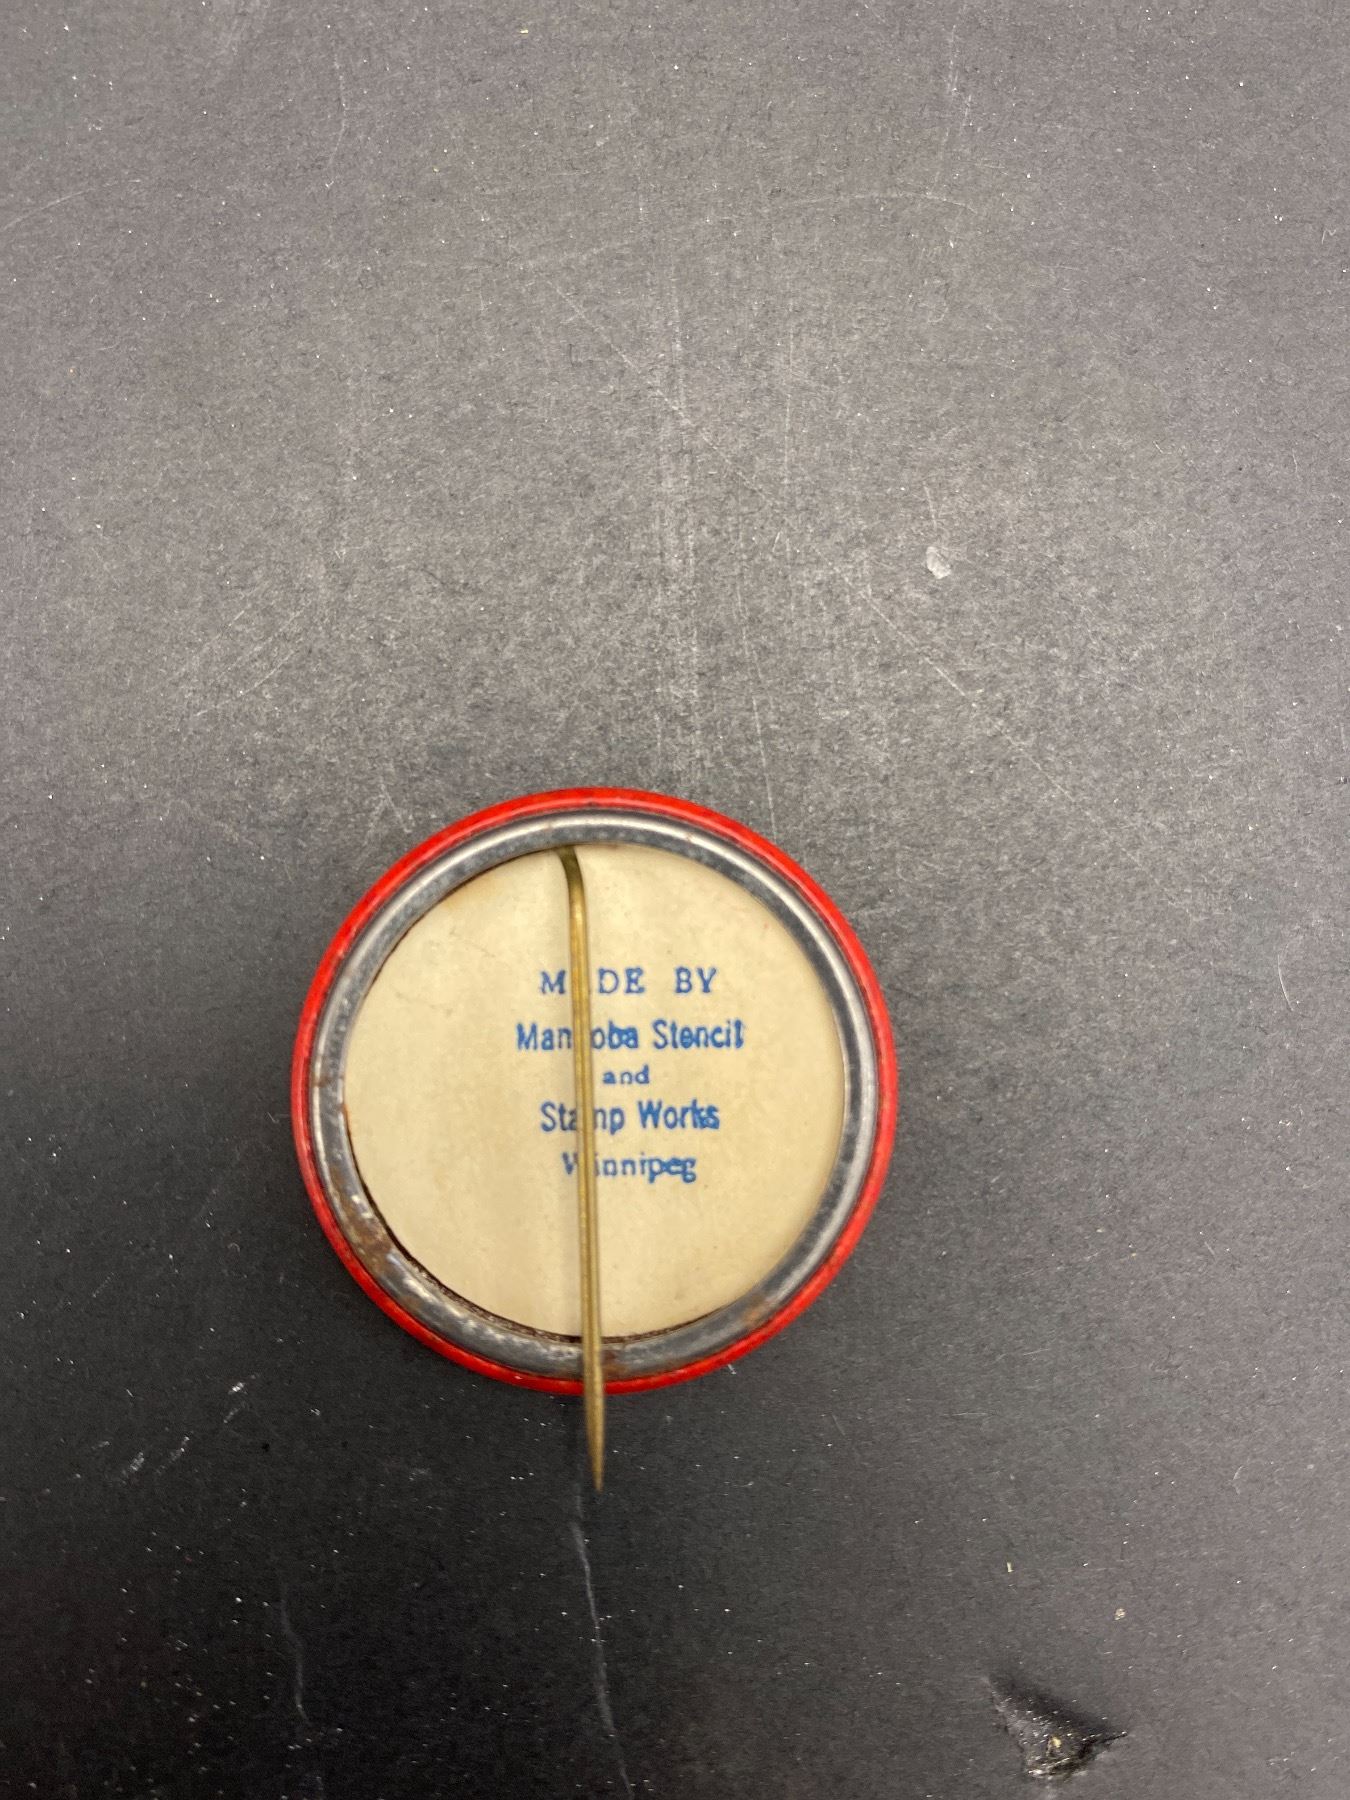 MADE BY
Manitoba Stencil
and
Stamp Works
Winnipeg